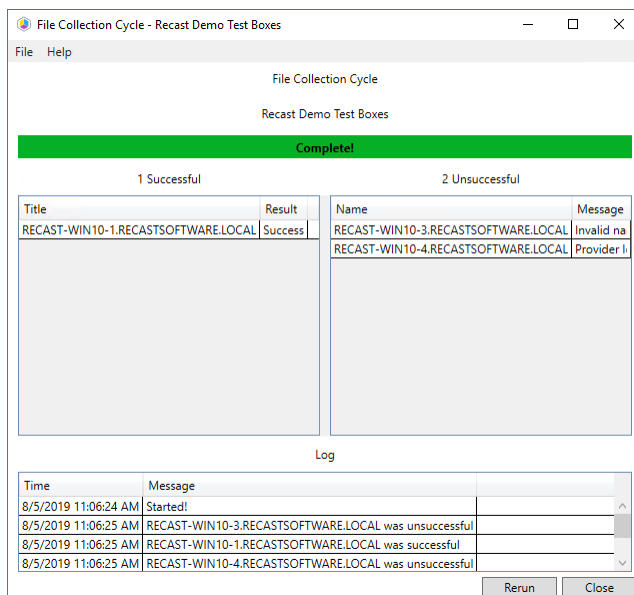 File Collection Cycle - Recast Demo Test Boxes
File Help
File Collection Cycle
Recast Demo Test Boxes
Complete!
1 Successful
2 Unsuccessful
Title Result
RECAST-WIN10-1.RECASTSOFTWARE.LOCAL Success
Name Message
RECAST-WIN10-3.RECASTSOFTWARE.LOCAL Invalid na
RECAST-WIN10-4.RECASTSOFTWARE.LOCAL Provider
Log
Time Message
8/5/2019 11:06:24 AM Started!
8/5/2019 11:06:25 AM RECAST-WIN10-3.RECASTSOFTWARE.LOCAL was unsuccessful
8/5/2019 11:06:25 AM RECAST-WIN10-1.RECASTSOFTWARE.LOCAL was successful
8/5/2019 11:06:25 AM RECAST-WIN10-4.RECASTSOFTWARE.LOCAL was unsuccessful
Rerun Close